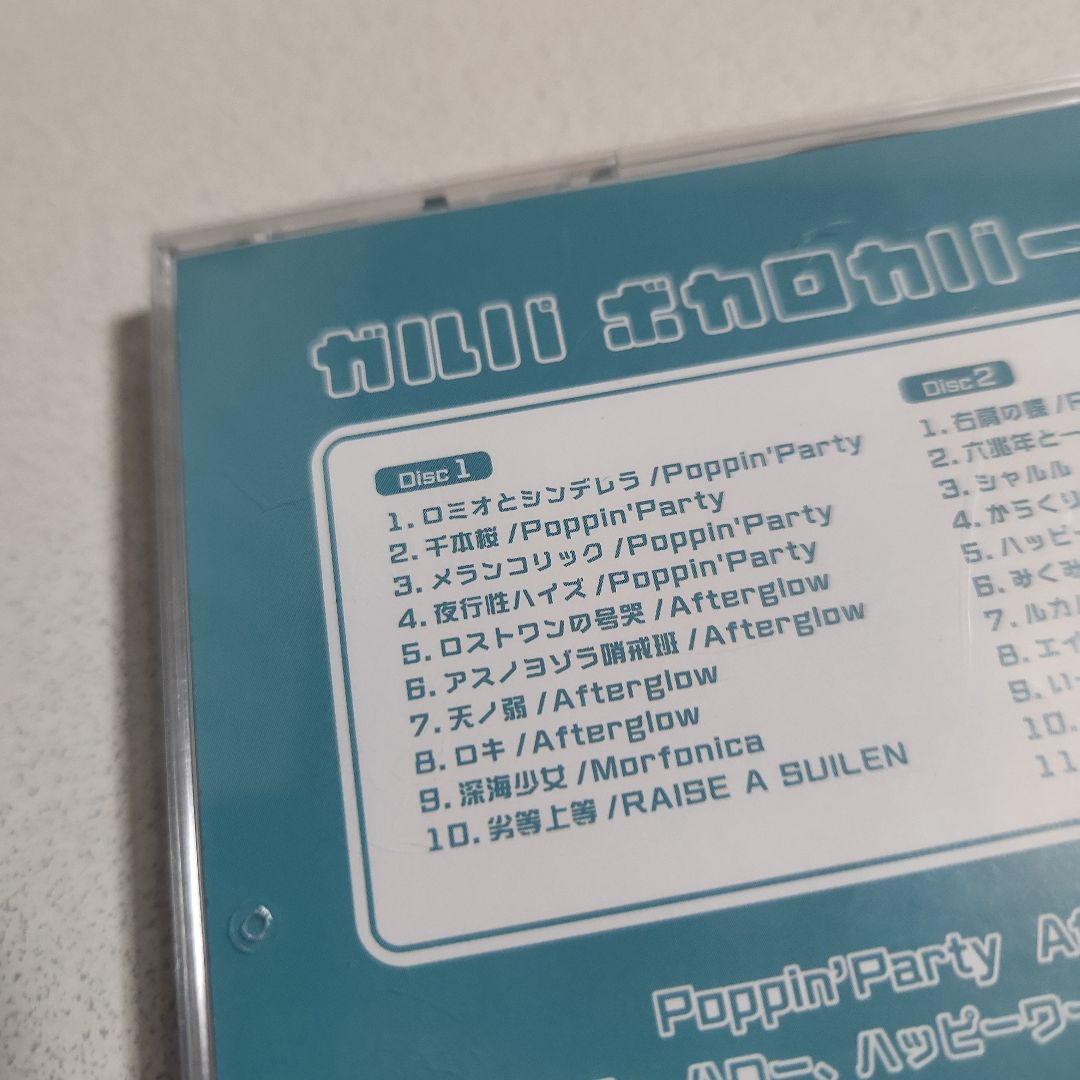 ガルパ ボカロカバー
Disc 1
1. ロミオとシンデレラ /Poppin'Party
2. 千本桜 /Poppin'Party
3. メランコリック /Poppin'Party
4. 夜行性ハイズ /Poppin'Party
5. ロストワンの号哭 /Afterglow
6. アスノヨゾラ哨戒班 /Afterglow
7. 天ノ弱 /Afterglow
8. ロキ /Afterglow
9. 深海少女 /Morfonica
10. 劣等上等 /RAISE A SUILEN
Disc 2
1. 右肩の蝶 /P
2. 六兆年と一
3. シャルル
4. からくり
5. ハッピー
6. みくみ
7. ルカル
8. エイ
9. いー
10.
11.
Poppin'Party Af
ハロー、ハッピーワー